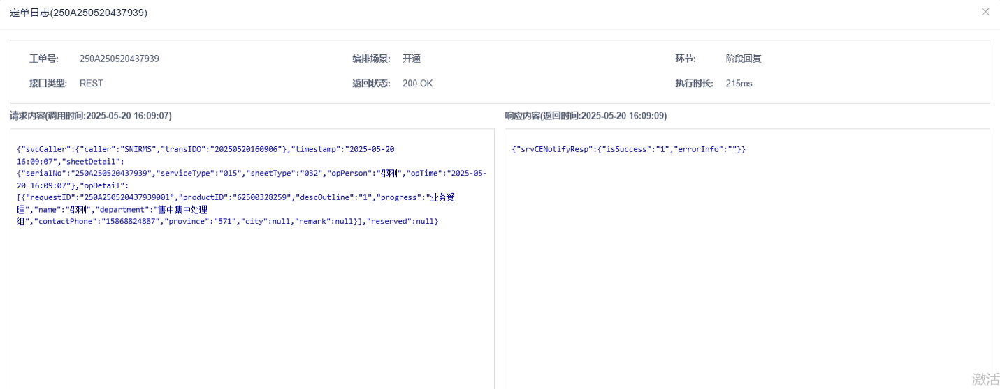 定单日志(250A250520437939)
工单号: 250A250520437939 编排场景: 开通 环节: 阶段回复
接口类型: REST 返回状态: 200 OK 执行时长: 215ms
请求内容(调用时间:2025-05-20 16:09:07) 响应内容(返回时间:2025-05-20 16:09:09)
{"svcCaller":{"caller":"SNIRMS","transIDO":"20250520160906"},"timestamp":"2025-05-20
16:09:07","sheetDetail":
{"serialNo":"250A250520437939","serviceType":"015","sheetType":"032","opPerson":"邵刚","opTime":"2025-05-
20 16:09:07"},"opDetail":
[{"requestID":"250A250520437939001","productID":"62500328259","descOutline":"1","progress":"业务受
理","name":"邵刚","department":"售中集中处理
组","contactPhone":"15868824887","province":"571","city":null,"remark":null}],"reserved":null}
{"srvCENotifyResp":{"isSuccess":"1","errorInfo":""}}
激活